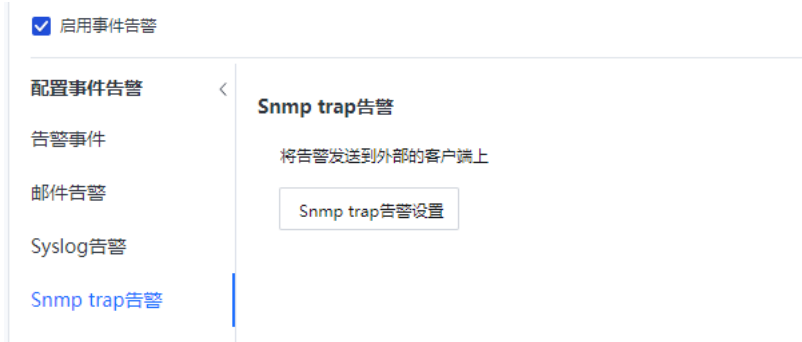 启用事件告警
配置事件告警
告警事件
邮件告警
Syslog告警
Snmp trap告警
Snmp trap告警
将告警发送到外部的客户端上
Snmp trap告警设置